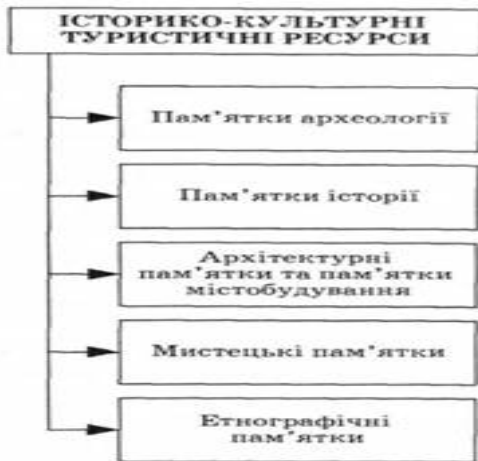 ІСТОРИКО-КУЛЬТУРНІ
ТУРИСТИЧНІ РЕСУРСИ
Пам’ятки археології
Пам’ятки історії
Архітектурні
пам’ятки та пам’ятки
містобудування
Мистецькі пам’ятки
Етнографічні
пам’ятки